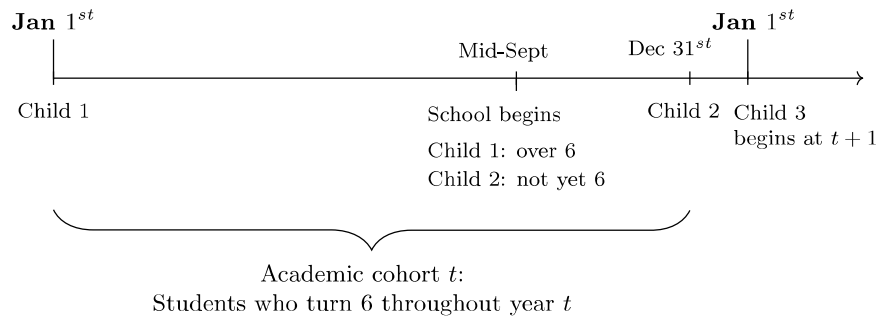 Jan 1st
Jan 1st
Mid-Sept
Dec 31st
Child 1
School begins
Child 1: over 6
Child 2: not yet 6
Child 2
Child 3
begins at t + 1
Academic cohort t:
Students who turn 6 throughout year t